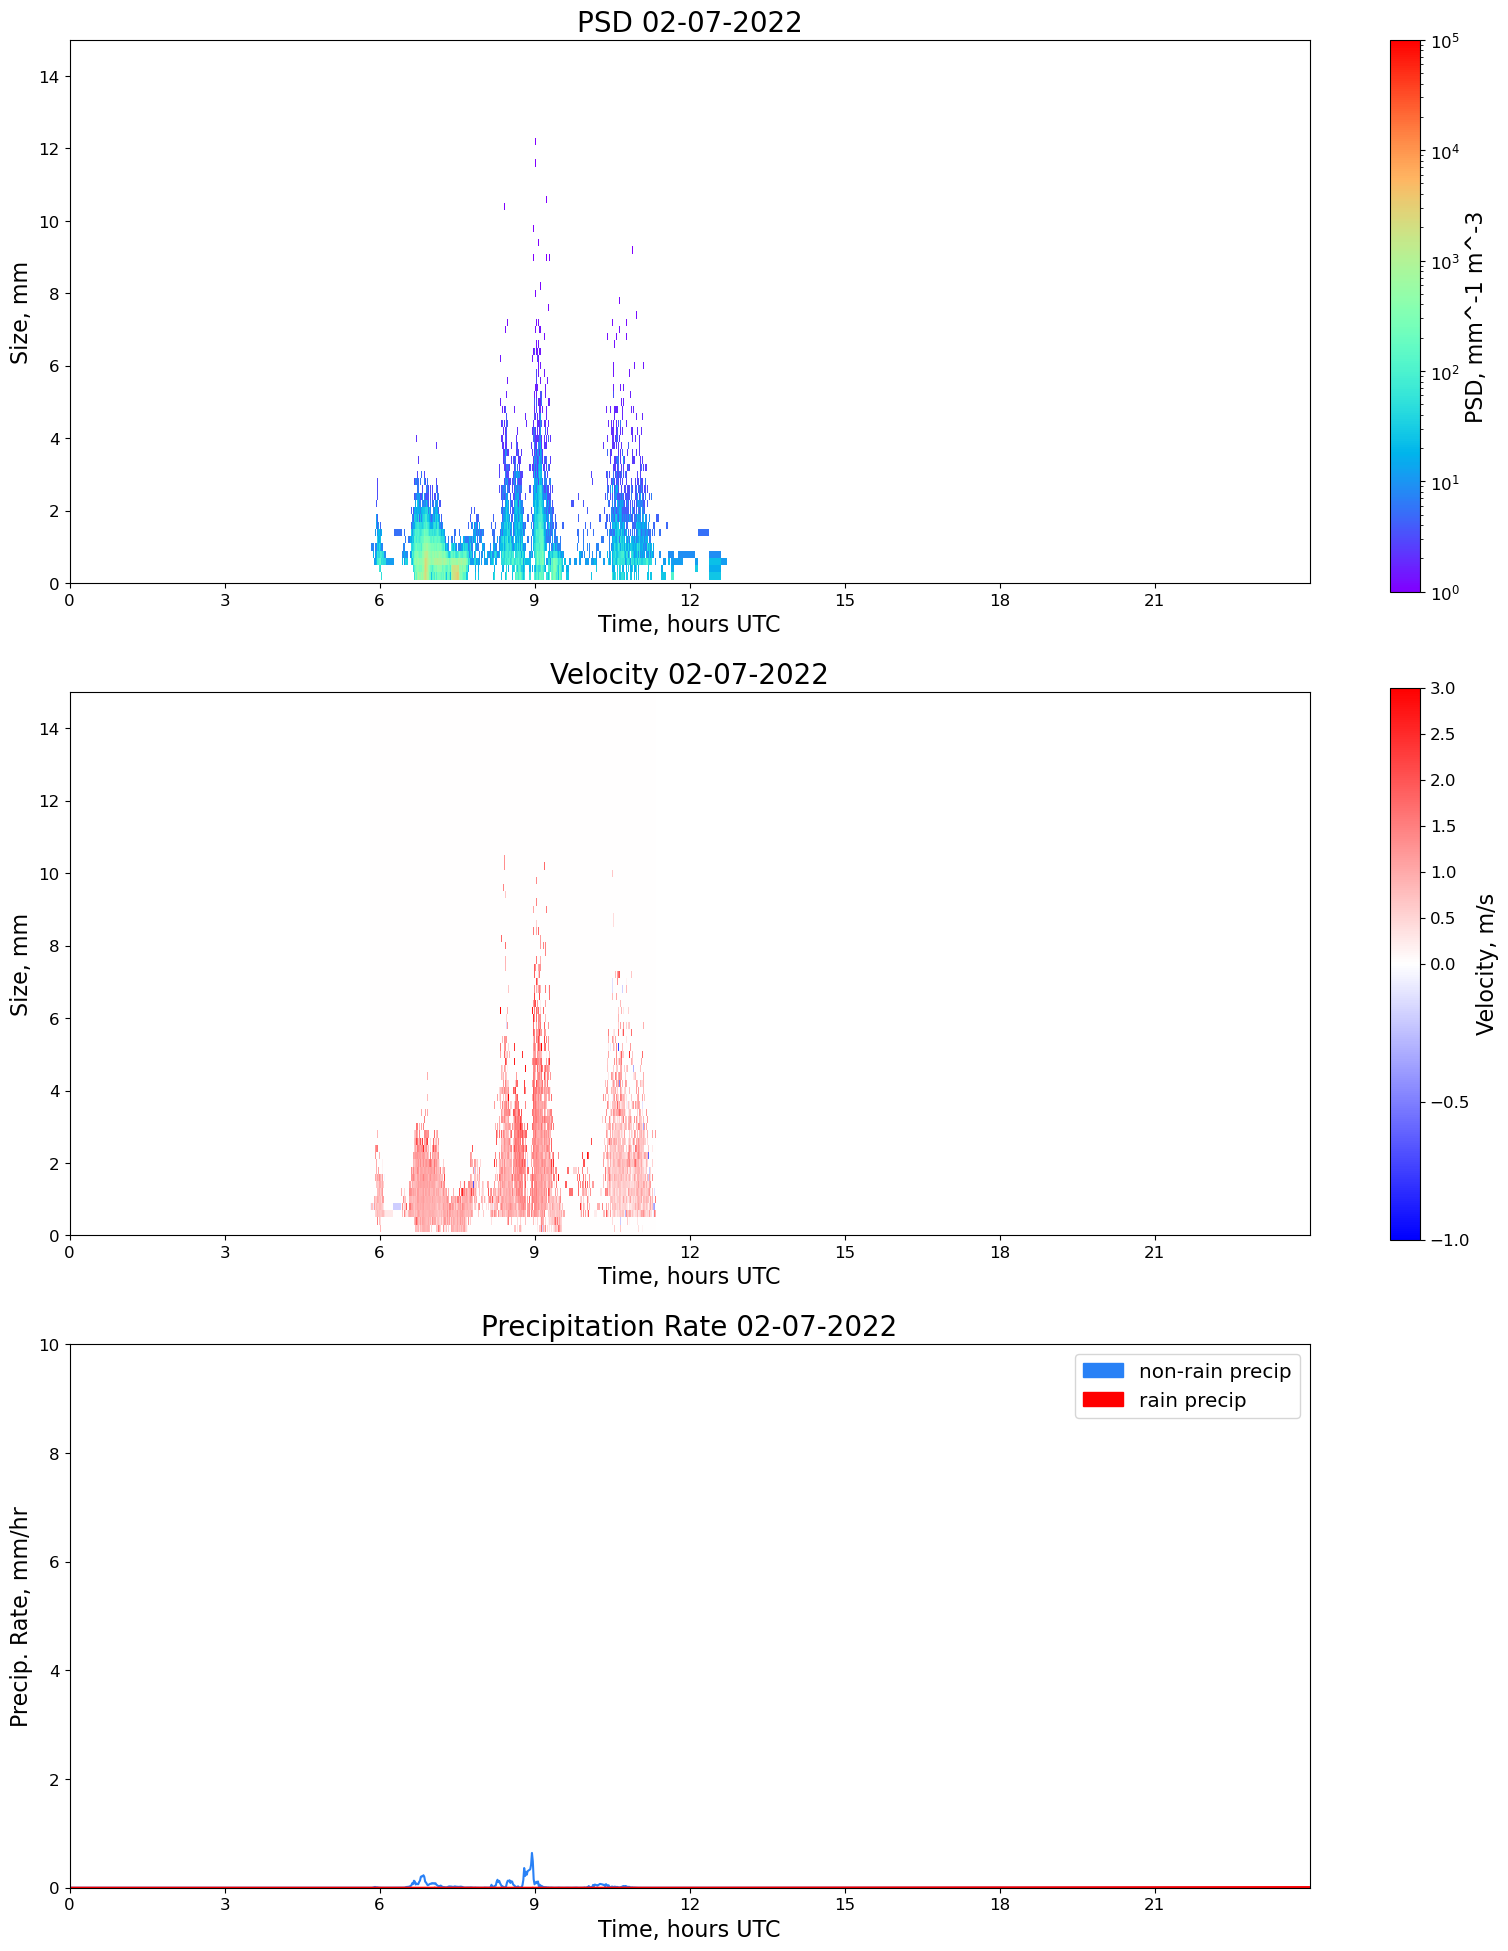 PSD 02-07-2022
14
12
10
8
6
4
2
0
Size, mm
0 3 6 9 12 15 18 21
Time, hours UTC
10^5
10^4
10^3
10^2
10^1
10^0
PSD, mm^-1 m^-3
Velocity 02-07-2022
14
12
10
8
6
4
2
0
Size, mm
0 3 6 9 12 15 18 21
Time, hours UTC
3.0
2.5
2.0
1.5
1.0
0.5
0.0
−0.5
−1.0
Velocity, m/s
Precipitation Rate 02-07-2022
10
8
6
4
2
0
Precip. Rate, mm/hr
non-rain precip
rain precip
0 3 6 9 12 15 18 21
Time, hours UTC